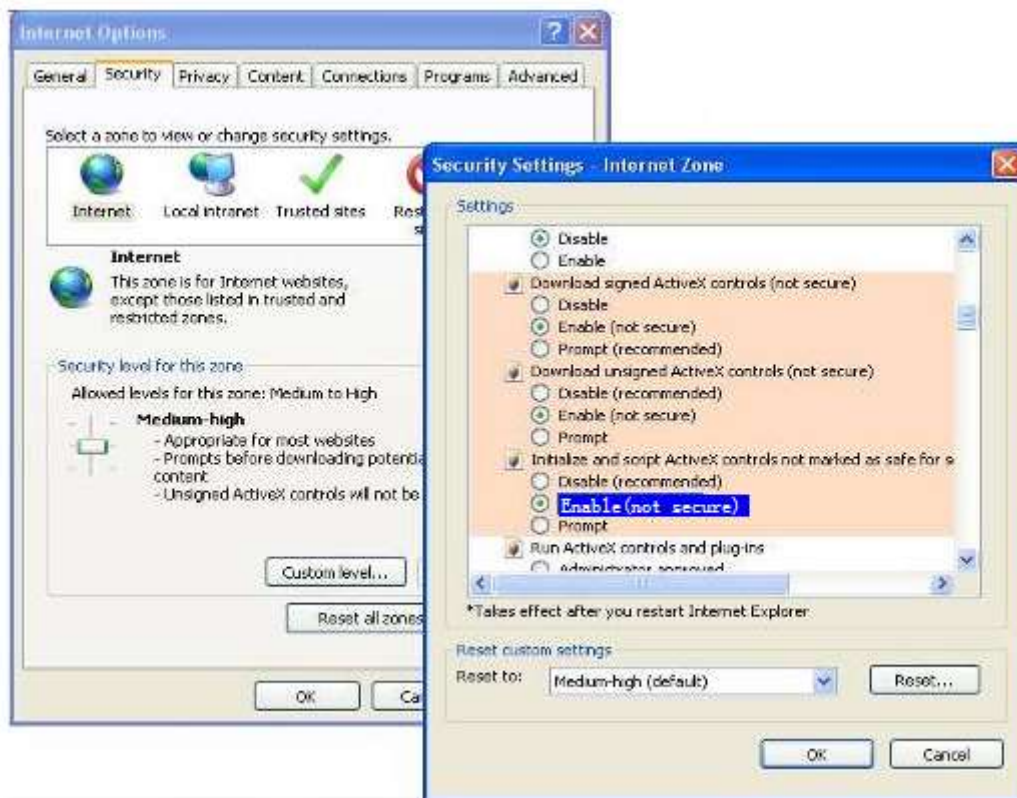 Internet Options
General Security Privacy Content Connections Programs Advanced
Select a zone to view or change security settings.
Internet Local intranet Trusted sites
Internet
This zone is for Internet websites,
except those listed in trusted and
restricted zones.
Security level for this zone
Allowed levels for this zone: Medium to High
Medium-high
- Appropriate for most websites
- Prompts before downloading
content
- Unsigned ActiveX controls will not be
Custom level...
Reset all zones
OK
Security Settings - Internet Zone
Settings
Disable
Enable
Download signed ActiveX controls (not secure)
Disable
Enable (not secure)
Prompt (recommended)
Download unsigned ActiveX controls (not secure)
Disable (recommended)
Enable (not secure)
Prompt
Initialize and script ActiveX controls not marked as safe for s
Disable (recommended)
Enable(not secure)
Prompt
Run ActiveX controls and plug-ins
Administrator approved
*Takes effect after you restart Internet Explorer
Reset custom settings
Reset to: Medium-high (default) Reset...
OK Cancel